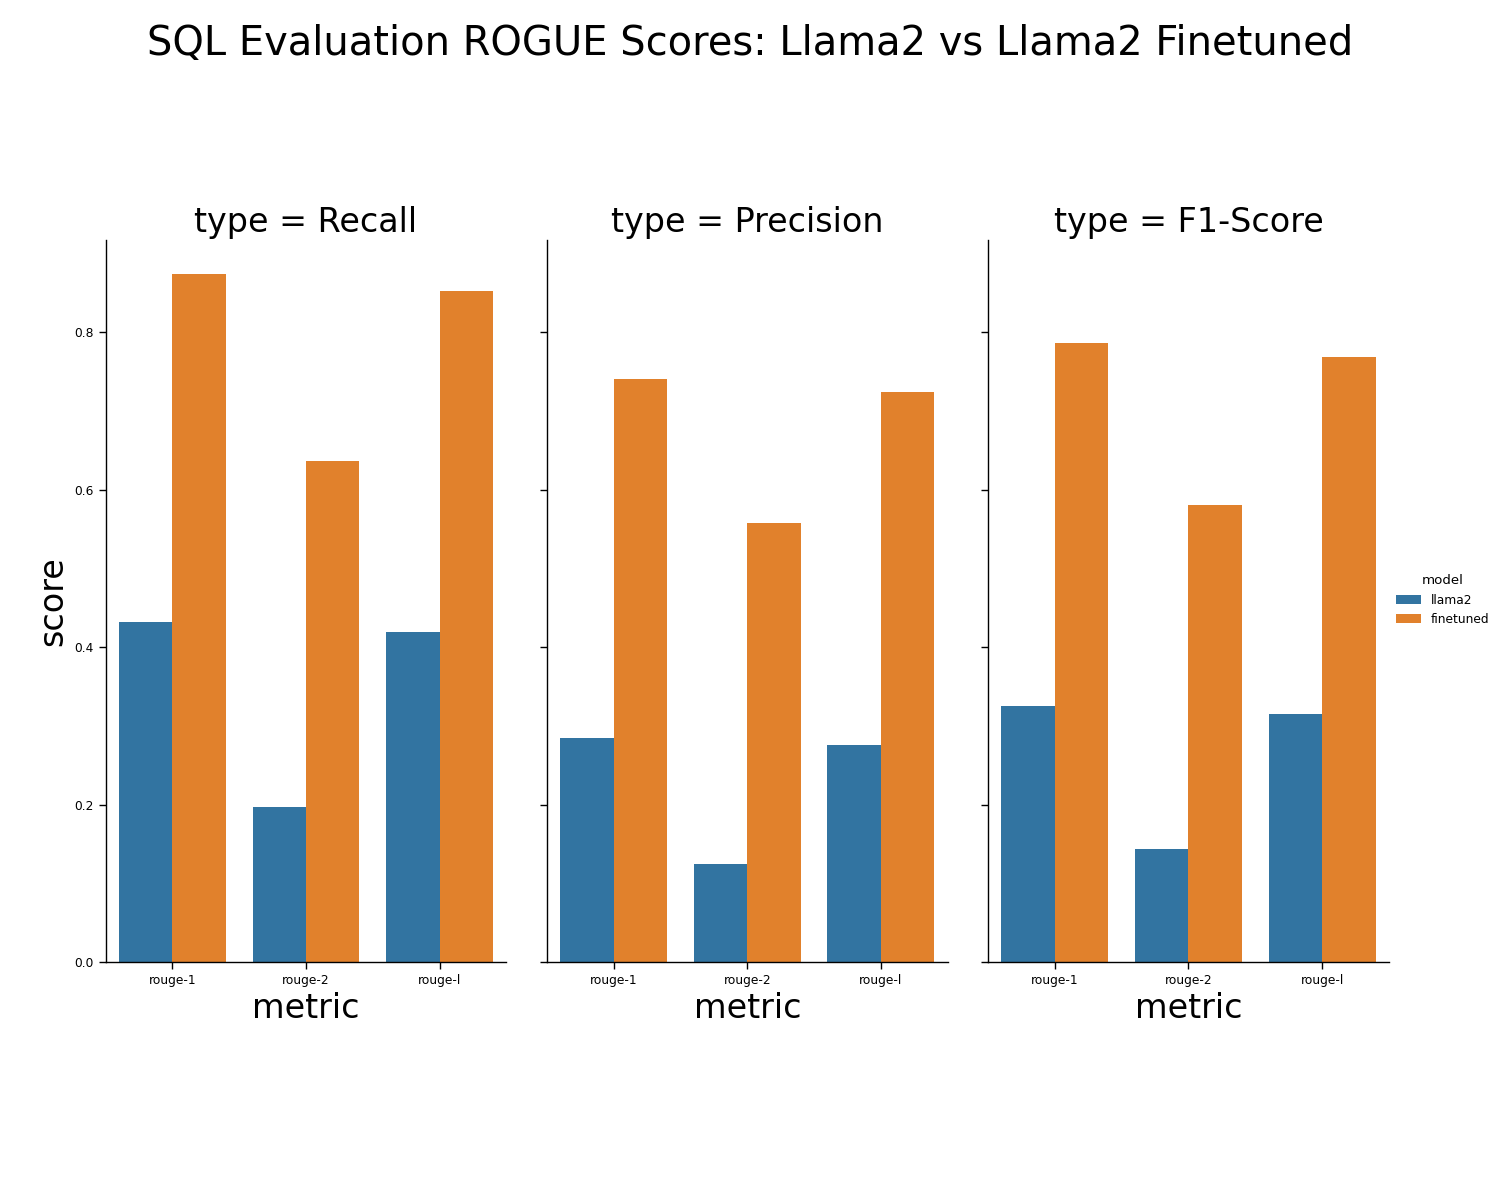 SQL Evaluation ROGUE Scores: Llama2 vs Llama2 Finetuned
type = Recall
type = Precision
type = F1-Score
score
0.8
0.6
0.4
0.2
0.0
rouge-1 rouge-2 rouge-l
rouge-1 rouge-2 rouge-l
rouge-1 rouge-2 rouge-l
metric
metric
metric
model
llama2
finetuned